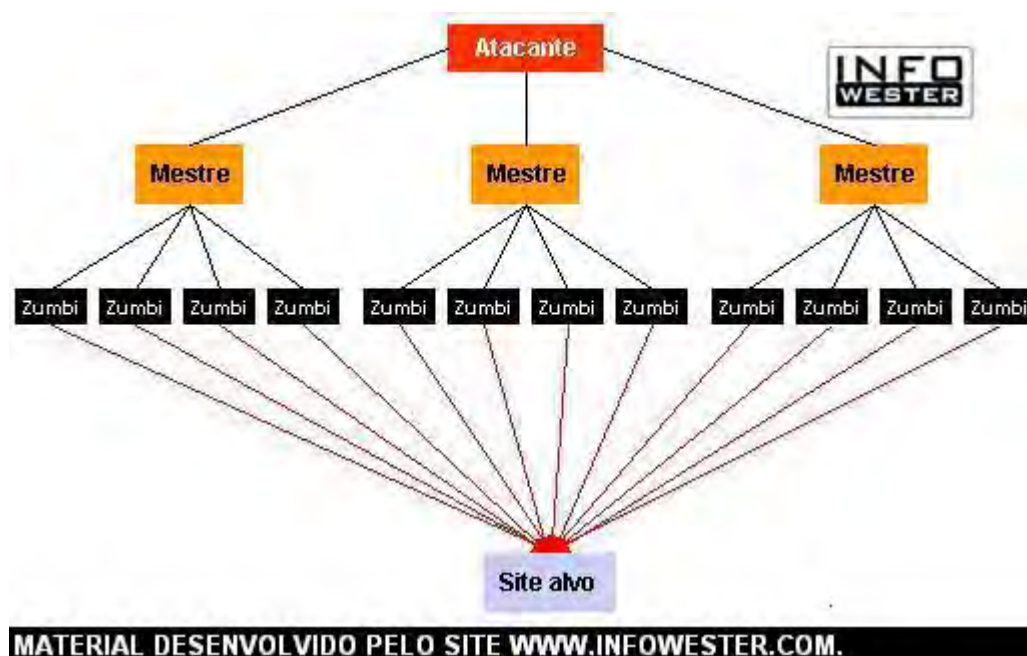 Atacante
INFO
WESTER
Mestre Mestre Mestre
Zumbi Zumbi Zumbi Zumbi Zumbi Zumbi Zumbi Zumbi Zumbi Zumbi Zumbi Zumbi
Site alvo
MATERIAL DESENVOLVIDO PELO SITE WWW.INFOWESTER.COM.